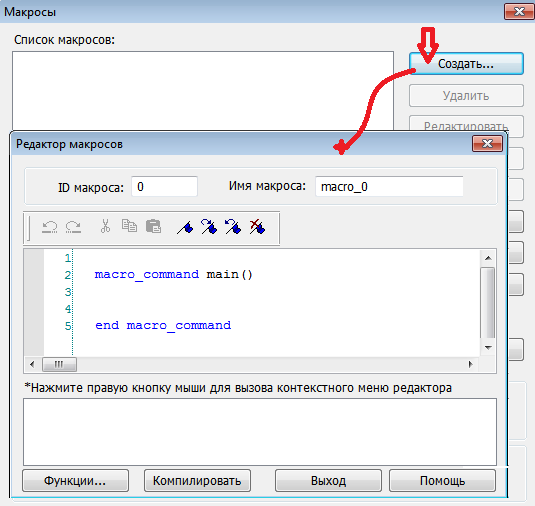 Макросы
Список макросов:
Создать...
Удалить
Редактировать
Редактор макросов
ID макроса: 0 Имя макроса: macro_0
1
2 macro_command main()
3
4
5 end macro_command
*Нажмите правую кнопку мыши для вызова контекстного меню редактора
Функции... Компилировать Выход Помощь